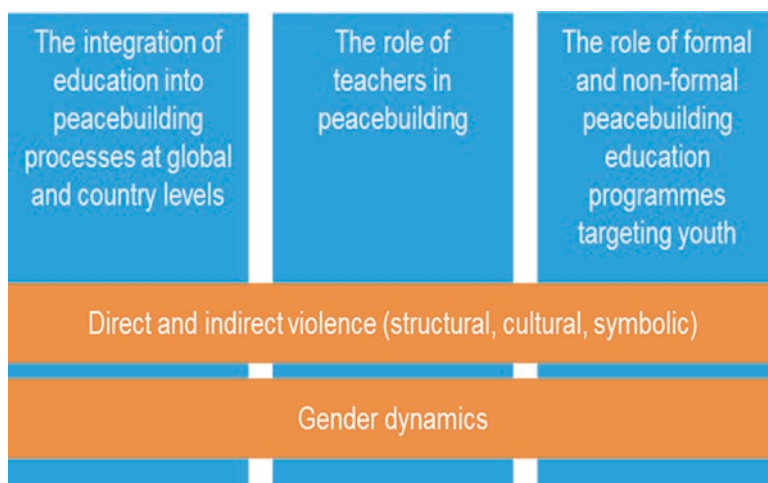 The integration of
education into
peacebuilding
processes at global
and country levels
The role of
teachers in
peacebuilding
The role of formal
and non-formal
peacebuilding
education
programmes
targeting youth
Direct and indirect violence (structural, cultural, symbolic)
Gender dynamics